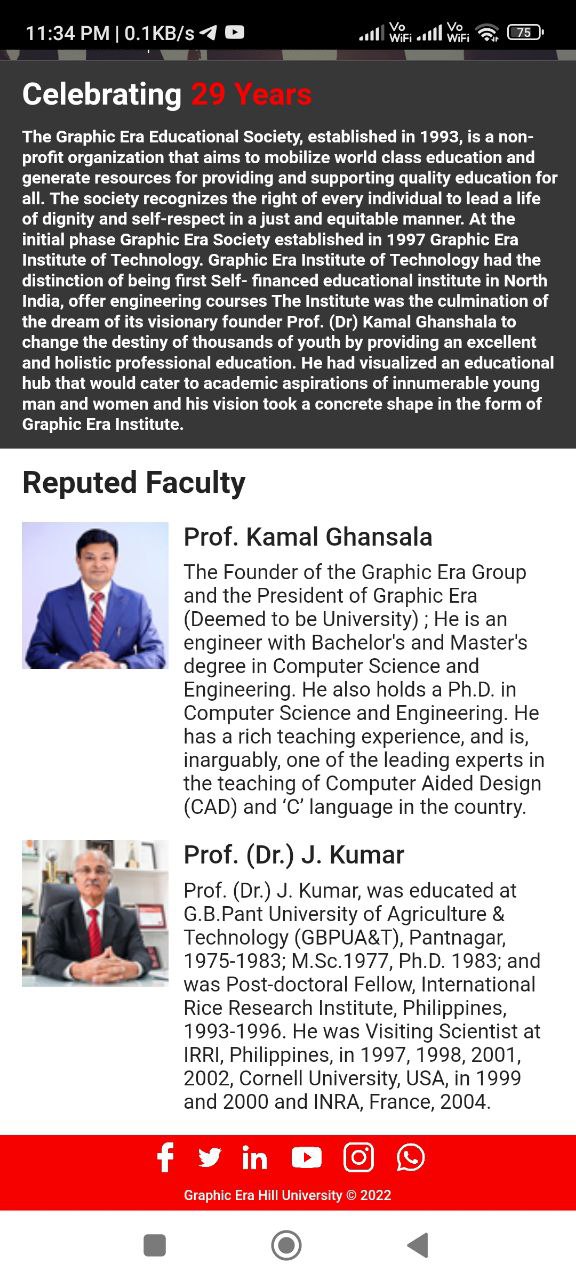 11:34 PM | 0.1KB/s
Vo
WiFi
Vo
WiFi
75
Celebrating 29 Years
The Graphic Era Educational Society, established in 1993, is a non-
profit organization that aims to mobilize world class education and
generate resources for providing and supporting quality education for
all. The society recognizes the right of every individual to lead a life
of dignity and self-respect in a just and equitable manner. At the
initial phase Graphic Era Society established in 1997 Graphic Era
Institute of Technology. Graphic Era Institute of Technology had the
distinction of being first Self- financed educational institute in North
India, offer engineering courses The Institute was the culmination of
the dream of its visionary founder Prof. (Dr) Kamal Ghanshala to
change the destiny of thousands of youth by providing an excellent
and holistic professional education. He had visualized an educational
hub that would cater to academic aspirations of innumerable young
man and women and his vision took a concrete shape in the form of
Graphic Era Institute.
Reputed Faculty
Prof. Kamal Ghansala
The Founder of the Graphic Era Group
and the President of Graphic Era
(Deemed to be University) ; He is an
engineer with Bachelor's and Master's
degree in Computer Science and
Engineering. He also holds a Ph.D. in
Computer Science and Engineering. He
has a rich teaching experience, and is,
inarguably, one of the leading experts in
the teaching of Computer Aided Design
(CAD) and ‘C’ language in the country.
Prof. (Dr.) J. Kumar
Prof. (Dr.) J. Kumar, was educated at
G.B.Pant University of Agriculture &
Technology (GBPUA&T), Pantnagar,
1975-1983; M.Sc.1977, Ph.D. 1983; and
was Post-doctoral Fellow, International
Rice Research Institute, Philippines,
1993-1996. He was Visiting Scientist at
IRRI, Philippines, in 1997, 1998, 2001,
2002, Cornell University, USA, in 1999
and 2000 and INRA, France, 2004.
Graphic Era Hill University © 2022